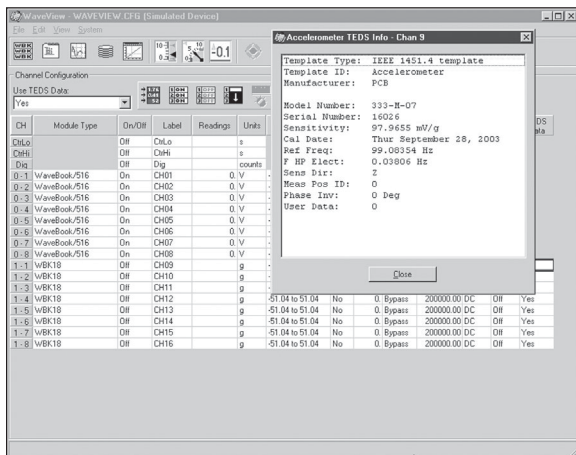 WaveView - WAVEVIEW.CFG (Simulated Device)
File Edit View System
Channel Configuration
Use TEDS Data:
Yes
CH Module Type On/Off Label Readings Units
CtrLo Off CtrLo s
CtrHi Off CtrHi s
Dig Off Dig counts
0 - 1 WaveBook/516 On CH01 0. V
0 - 2 WaveBook/516 On CH02 0. V
0 - 3 WaveBook/516 On CH03 0. V
0 - 4 WaveBook/516 On CH04 0. V
0 - 5 WaveBook/516 On CH05 0. V
0 - 6 WaveBook/516 On CH06 0. V
0 - 7 WaveBook/516 On CH07 0. V
0 - 8 WaveBook/516 On CH08 0. V
1 - 1 WBK18 Off CH09 g
1 - 2 WBK18 Off CH10 g
1 - 3 WBK18 Off CH11 g
1 - 4 WBK18 Off CH12 g -51.04 to 51.04 No 0. Bypass 200000.00 DC Off Yes
1 - 5 WBK18 Off CH13 g -51.04 to 51.04 No 0. Bypass 200000.00 DC Off Yes
1 - 6 WBK18 Off CH14 g -51.04 to 51.04 No 0. Bypass 200000.00 DC Off Yes
1 - 7 WBK18 Off CH15 g -51.04 to 51.04 No 0. Bypass 200000.00 DC Off Yes
1 - 8 WBK18 Off CH16 g -51.04 to 51.04 No 0. Bypass 200000.00 DC Off Yes
Accelerometer TEDS Info - Chan 9
Template Type: IEEE 1451.4 template
Template ID: Accelerometer
Manufacturer: PCB
Model Number: 333-M-07
Serial Number: 16026
Sensitivity: 97.9655 mV/g
Cal Date: Thur September 28, 2003
Ref Freq: 99.08354 Hz
F HP Elect: 0.03806 Hz
Sens Dir: Z
Meas Pos ID: 0
Phase Inv: 0 Deg
User Data: 0
Close